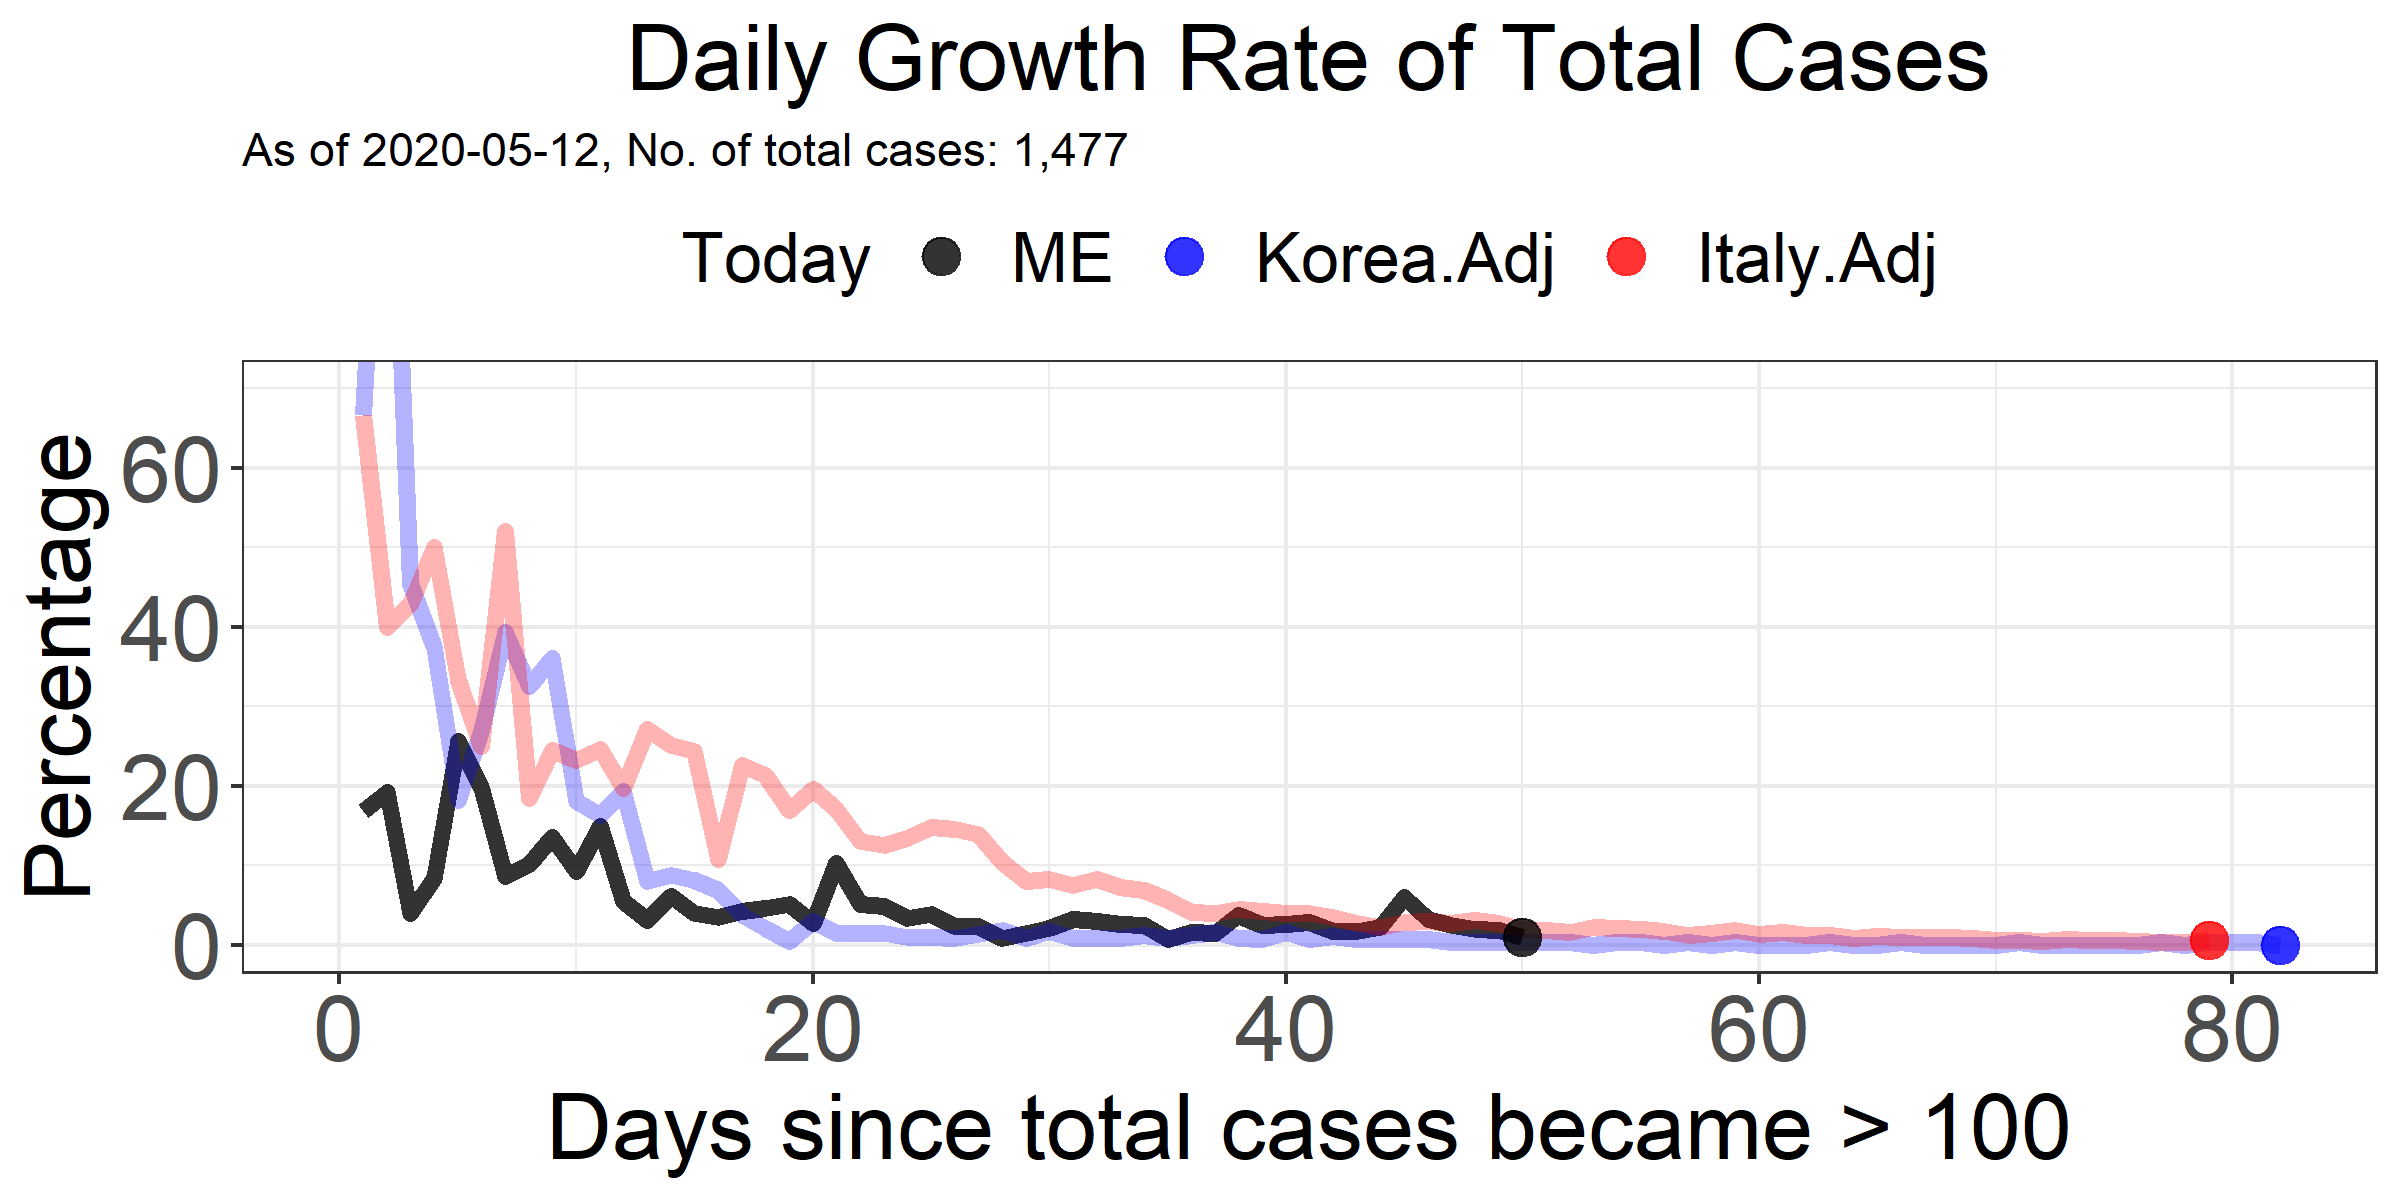 Daily Growth Rate of Total Cases
As of 2020-05-12, No. of total cases: 1,477
Today ME Korea.Adj Italy.Adj
Percentage
60
40
20
0
0 20 40 60 80
Days since total cases became > 100